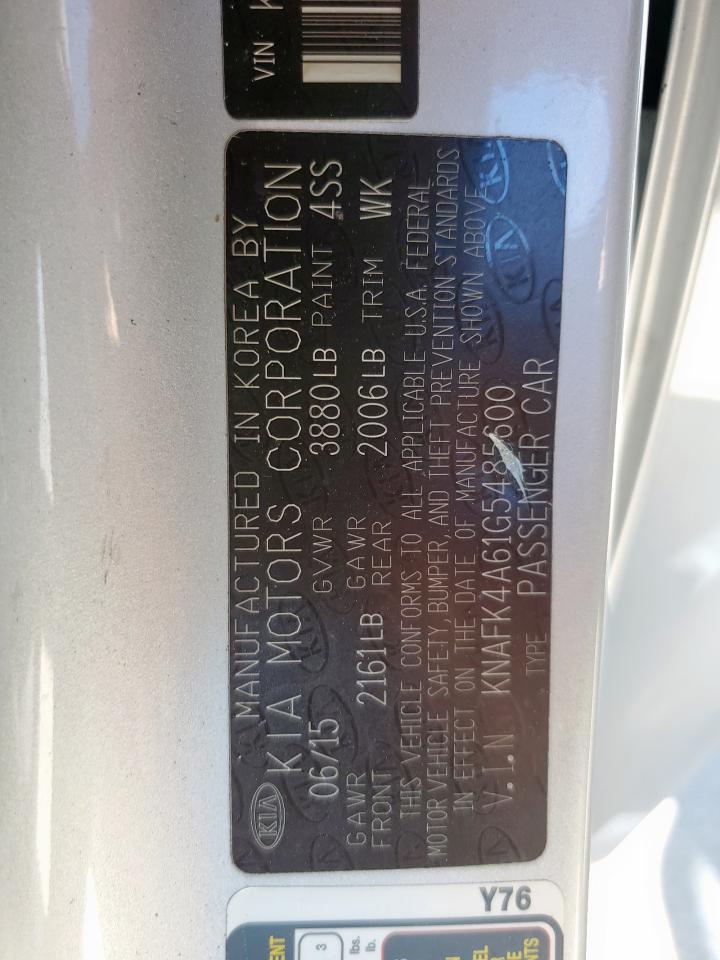 VIN K
KIA
MANUFACTURED IN KOREA BY
KIA MOTORS CORPORATION
06/15 GVWR 3880LB PAINT 4SS
GAWR FRONT 2161LB GAWR REAR 2006LB TRIM WK
THIS VEHICLE CONFORMS TO ALL APPLICABLE U.S.A. FEDERAL
MOTOR VEHICLE SAFETY, BUMPER, AND THEFT PREVENTION STANDARDS
IN EFFECT ON THE DATE OF MANUFACTURE SHOWN ABOVE
V.I.N KNAFK4A61G5485600
TYPE PASSENGER CAR
Y76
3
lbs.
lb.